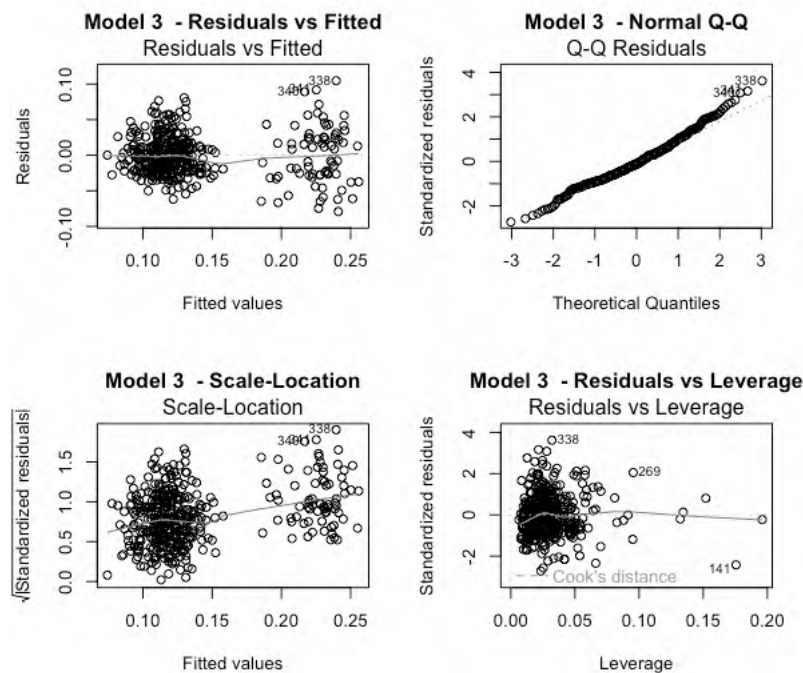 Model 3 - Residuals vs Fitted
Residuals vs Fitted
Residuals
0.10
0.00
-0.10
338
340
0.10
0.15
0.20
0.25
Fitted values
Model 3 - Normal Q-Q
Q-Q Residuals
Standardized residuals
4
2
0
-2
338
-3
-2
-1
0
1
2
3
Theoretical Quantiles
Model 3 - Scale-Location
Scale-Location
√|Standardized residuals|
1.5
1.0
0.5
0.0
338
340
0.10
0.15
0.20
0.25
Fitted values
Model 3 - Residuals vs Leverage
Residuals vs Leverage
Standardized residuals
4
2
0
-2
338
269
141
Cook's distance
0.00
0.05
0.10
0.15
0.20
Leverage